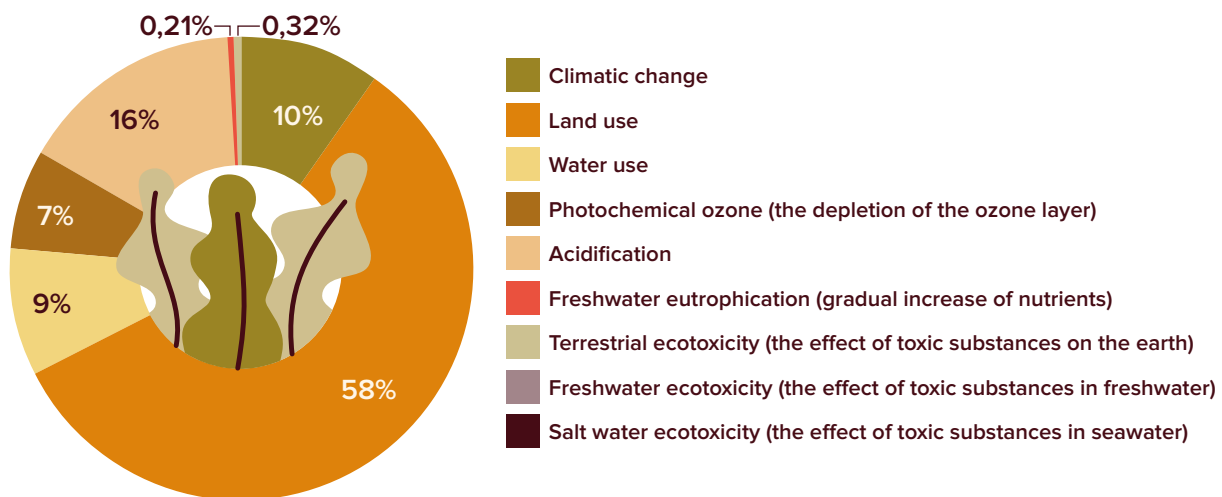 0,21%
0,32%
10%
16%
7%
9%
58%
Climatic change
Land use
Water use
Photochemical ozone (the depletion of the ozone layer)
Acidification
Freshwater eutrophication (gradual increase of nutrients)
Terrestrial ecotoxicity (the effect of toxic substances on the earth)
Freshwater ecotoxicity (the effect of toxic substances in freshwater)
Salt water ecotoxicity (the effect of toxic substances in seawater)